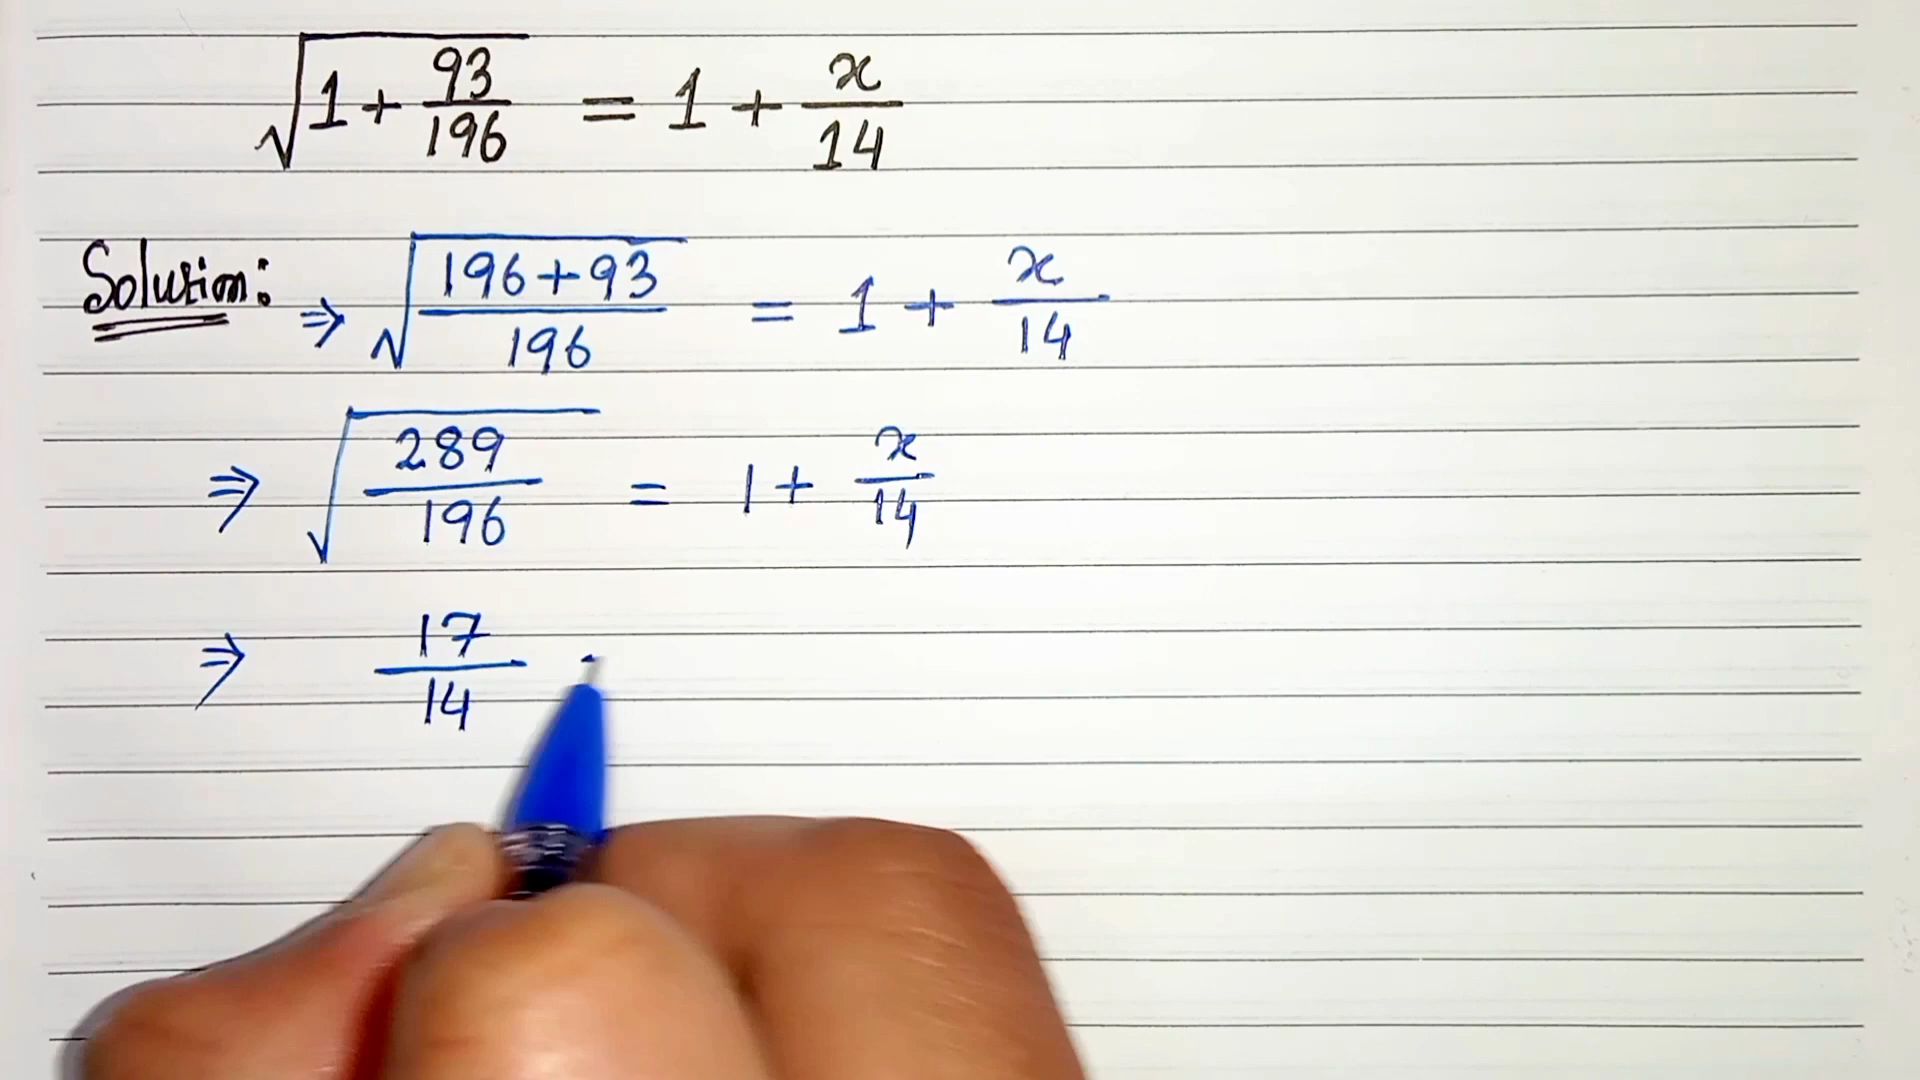 √(1 + 93/196) = 1 + x/14
Solution: ⇒ √((196+93)/196) = 1 + x/14
⇒ √(289/196) = 1 + x/14
⇒ 17/14